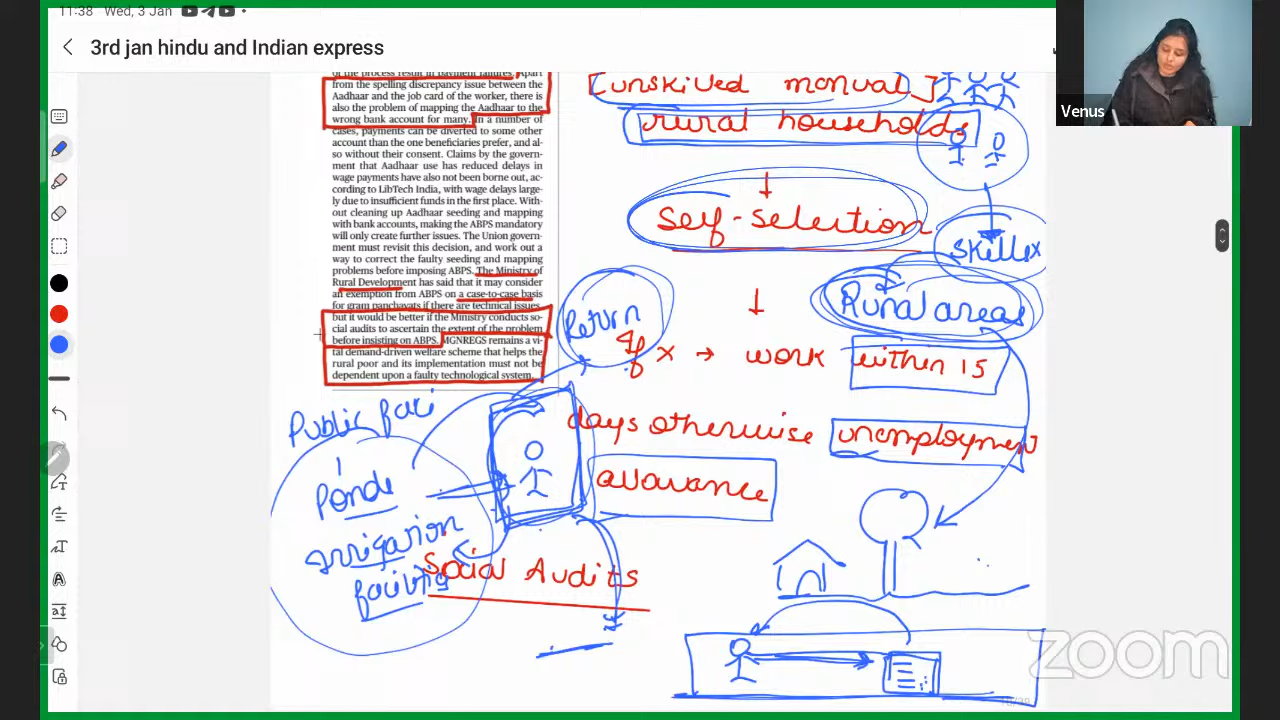 11:38 Wed, 3 Jan
3rd jan hindu and Indian express
Venus
of the process result in payment failures. Apart
from the spelling discrepancy issue between the
Aadhaar and the job card of the worker, there is
also the problem of mapping the Aadhaar to the
wrong bank account for many. In a number of
cases, payments can be diverted to some other
account than the one beneficiaries prefer, and al-
so without their consent. Claims by the govern-
ment that Aadhaar use has reduced delays in
wage payments have also not been borne out, ac-
cording to LibTech India, with wage delays large-
ly due to insufficient funds in the first place. With-
out cleaning up Aadhaar seeding and mapping
with bank accounts, making the ABPS mandatory
will only create further issues. The Union govern-
ment must revisit this decision, and work out a
way to correct the faulty seeding and mapping
problems before imposing ABPS. The Ministry of
Rural Development has said that it may consider
an exemption from ABPS on a case-to-case basis
for gram panchayats if there are technical issues,
but it would be better if the Ministry conducts so-
cial audits to ascertain the extent of the problem
before insisting on ABPS. MGNREGS remains a vi-
tal demand-driven welfare scheme that helps the
rural poor and its implementation must not be
dependent upon a faulty technological system.
[unskilled manual]
rural households
↓
self-selection
skillx
↓
Rural areas
Return
If x → work within 15
days otherwise unemployment
allowance
Public faci
Ponds
irrigation
facilities
Social Audits
zoom